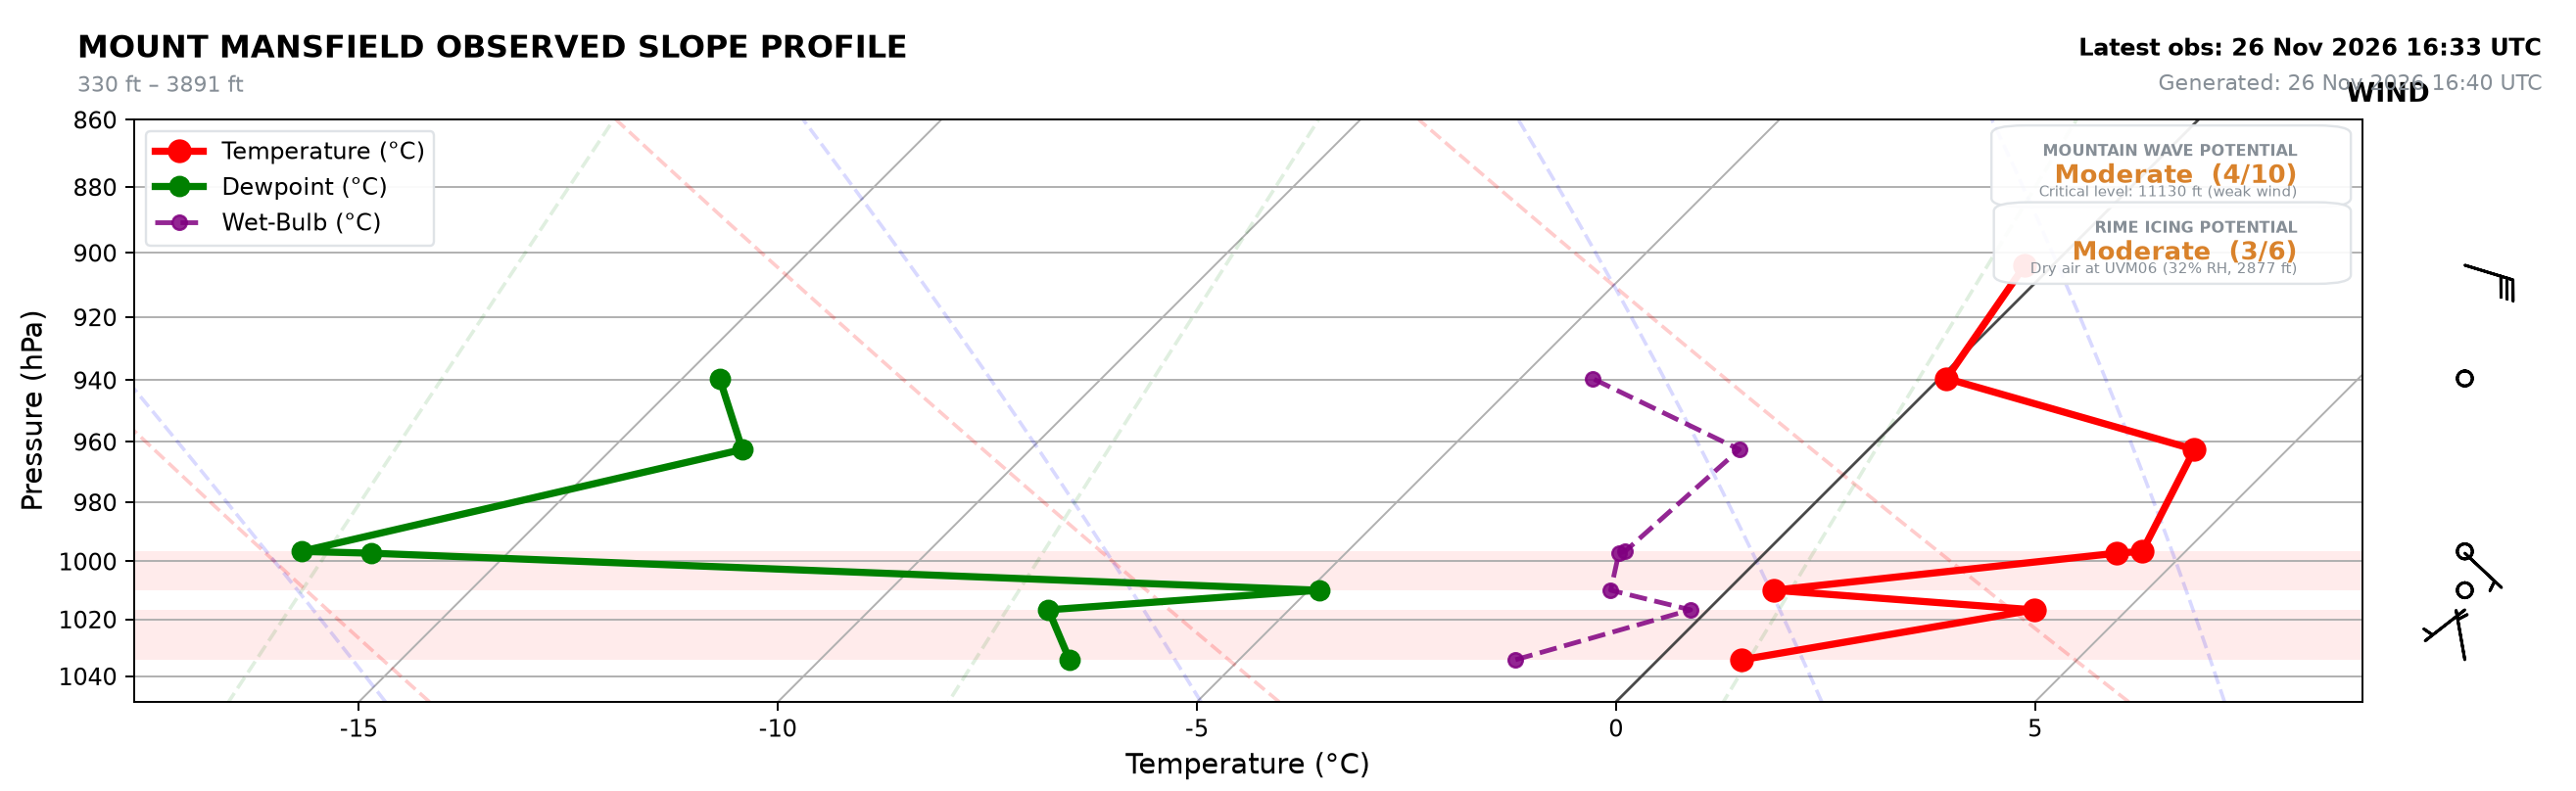 MOUNT MANSFIELD OBSERVED SLOPE PROFILE
330 ft – 3891 ft
Latest obs: 26 Nov 2026 16:33 UTC
Generated: 26 Nov 2026 16:40 UTC
WIND
Temperature (°C)
Dewpoint (°C)
Wet-Bulb (°C)
MOUNTAIN WAVE POTENTIAL
Moderate (4/10)
Critical level: 11130 ft (weak wind)
RIME ICING POTENTIAL
Moderate (3/6)
Dry air at UVM06 (32% RH, 2877 ft)
Pressure (hPa)
860
880
900
920
940
960
980
1000
1020
1040
-15
-10
-5
0
5
Temperature (°C)